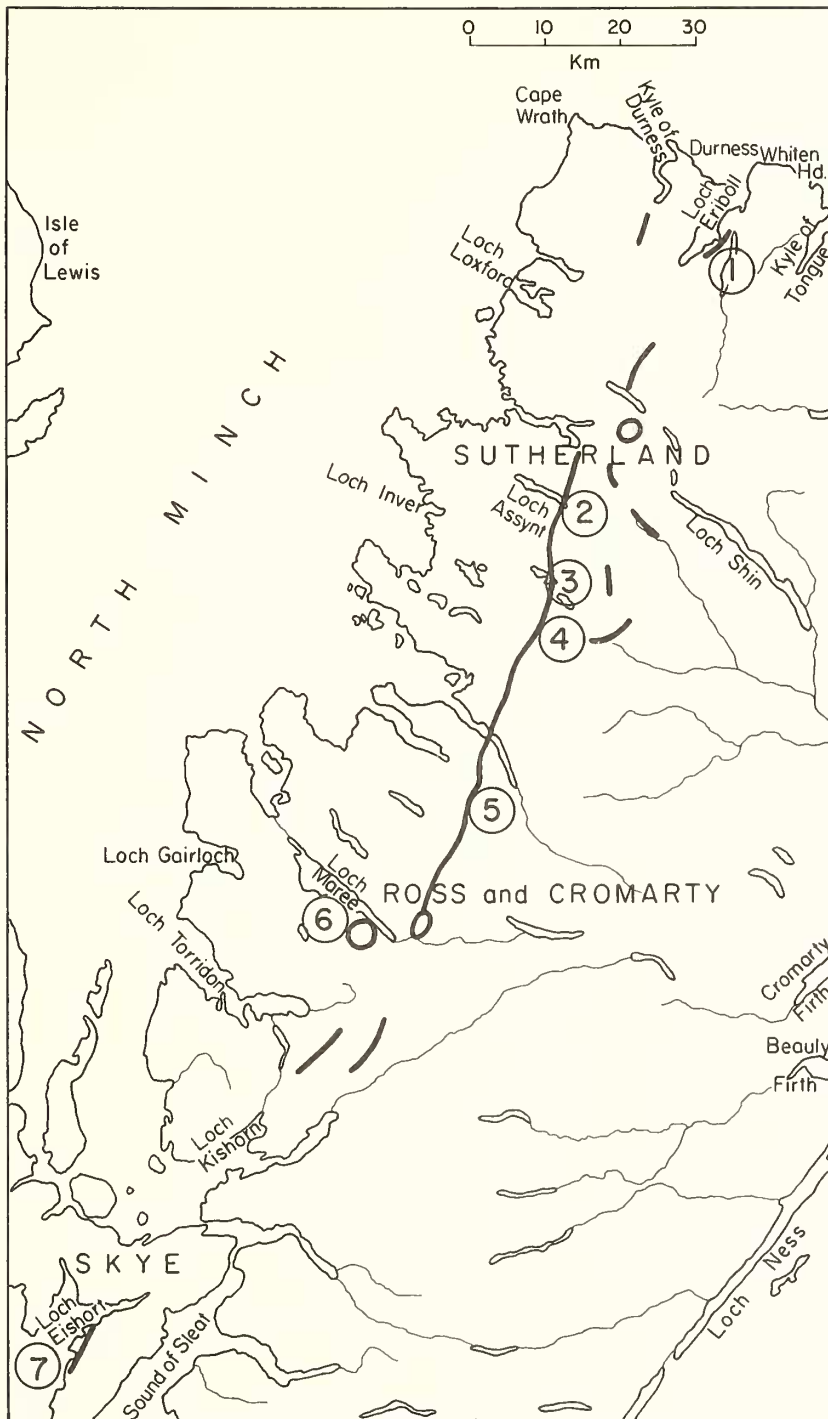 0 10 20 30
Km
Cape
Wrath
Kyle of
Durness
Durness
Whiten
Hd.
Loch
Eriboll
Kyle of
Tongue
1
Isle
of
Lewis
Loch
Loxford
NORTH MINCH
SUTHERLAND
Loch Inver
Loch
Assynt
2
Loch Shin
3
4
5
Loch Gairloch
Loch
Maree
ROSS and CROMARTY
6
Loch Torridon
Cromarty
Firth
Beauly
Firth
Loch
Kishorn
Loch Ness
SKYE
Loch
Eishort
Sound of Sleat
7